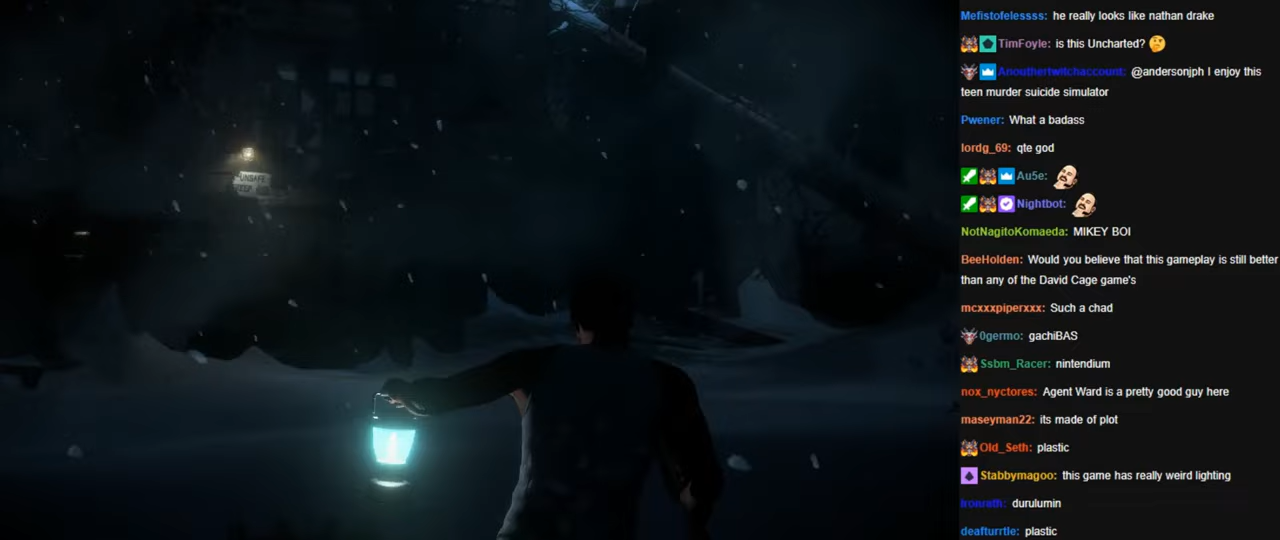 UNSAFE
KEEP OUT
Mefistofelessss: he really looks like nathan drake
TimFoyle: is this Uncharted?
Anouthertwitchaccount: @andersonjph I enjoy this
teen murder suicide simulator
Pwener: What a badass
lordg_69: qte god
Au5e:
Nightbot:
NotNagitoKomaeda: MIKEY BOI
BeeHolden: Would you believe that this gameplay is still better
than any of the David Cage game's
mcxxxpiperxxx: Such a chad
0germo: gachiBAS
Ssbm_Racer: nintendium
nox_nyctores: Agent Ward is a pretty good guy here
maseyman22: its made of plot
Old_Seth: plastic
Stabbymagoo: this game has really weird lighting
ironrath: durulumin
deafturrtle: plastic